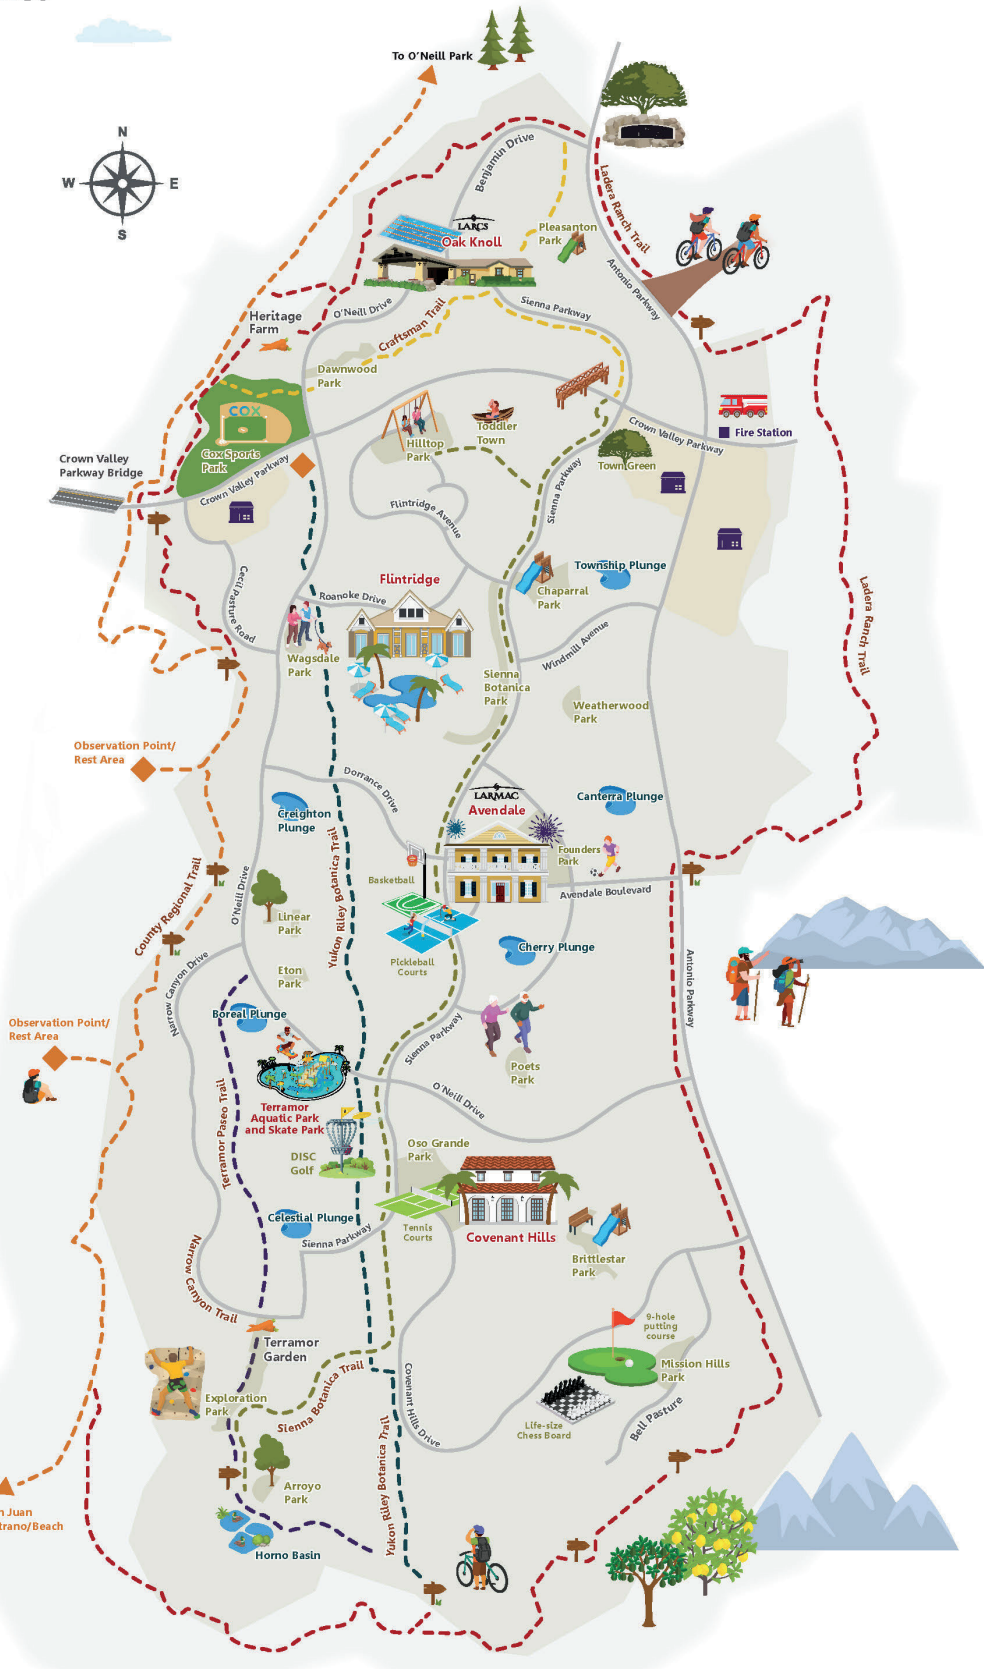 To O'Neill Park
N
W
E
S
Benjamin Drive
Ladera Ranch Trail
LARCS
Oak Knoll
Pleasanton
Park
Antonio Parkway
O'Neill Drive
Sienna Parkway
Craftsman Trail
Heritage
Farm
Dawnwood
Park
COX
Cox Sports
Park
Hilltop
Park
Toddler
Town
Crown Valley Parkway
Fire Station
Town Green
Crown Valley
Parkway Bridge
Crown Valley Parkway
Sienna Parkway
Flintridge Avenue
Cecil Pasture Road
Flintridge
Roanoke Drive
Township Plunge
Chaparral
Park
Ladera Ranch Trail
Windmill Avenue
Wagsdale
Park
Sienna
Botanica
Park
Weatherwood
Park
Observation Point/
Rest Area
Dorrance Drive
LARMAC
Avendale
Canterra Plunge
Creighton
Plunge
Founders
Park
Yukon Riley Botanica Trail
Basketball
Avendale Boulevard
O'Neill Drive
County Regional Trail
Linear
Park
Pickleball
Courts
Cherry Plunge
Narrow Canyon Drive
Eton
Park
Antonio Parkway
Boreal Plunge
Sienna Parkway
Observation Point/
Rest Area
Poets
Park
O'Neill Drive
Terramor Paseo Trail
Terramor
Aquatic Park
and Skate Park
DISC
Golf
Oso Grande
Park
Celestial Plunge
Sienna Parkway
Tennis
Courts
Covenant Hills
Brittlestar
Park
Narrow Canyon Trail
9-hole
putting
course
Terramor
Garden
Mission Hills
Park
Sienna Botanica Trail
Covenant Hills Drive
Exploration
Park
Life-size
Chess Board
Bell Pasture
Yukon Riley Botanica Trail
Arroyo
Park
n Juan
trano/Beach
Horno Basin